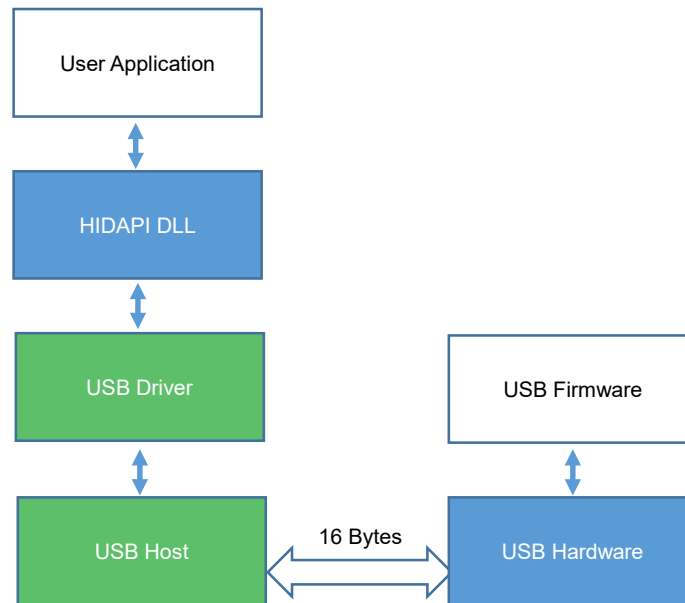 User Application
HIDAPI DLL
USB Driver
USB Firmware
USB Host
16 Bytes
USB Hardware